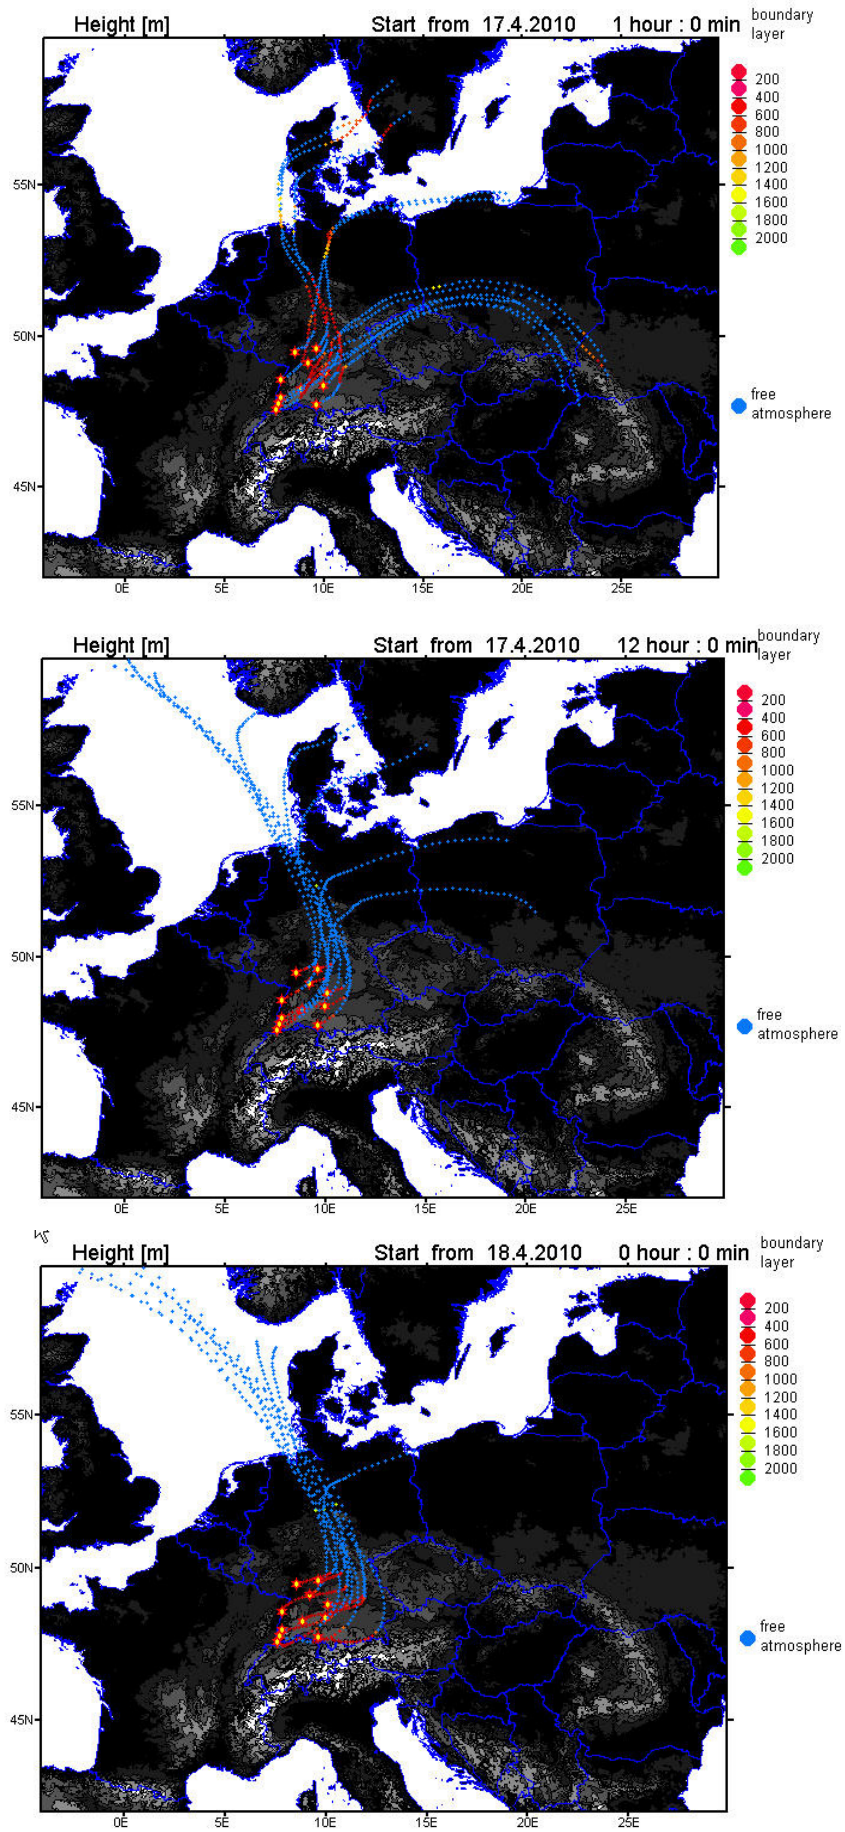 Height [m] Start from 17.4.2010 1 hour : 0 min boundary
layer
200
400
600
800
1000
1200
1400
1600
1800
2000
55N
50N
45N
free
atmosphere
0E 5E 10E 15E 20E 25E
Height [m] Start from 17.4.2010 12 hour : 0 min boundary
layer
200
400
600
800
1000
1200
1400
1600
1800
2000
55N
50N
45N
free
atmosphere
0E 5E 10E 15E 20E 25E
Height [m] Start from 18.4.2010 0 hour : 0 min boundary
layer
200
400
600
800
1000
1200
1400
1600
1800
2000
55N
50N
45N
free
atmosphere
0E 5E 10E 15E 20E 25E